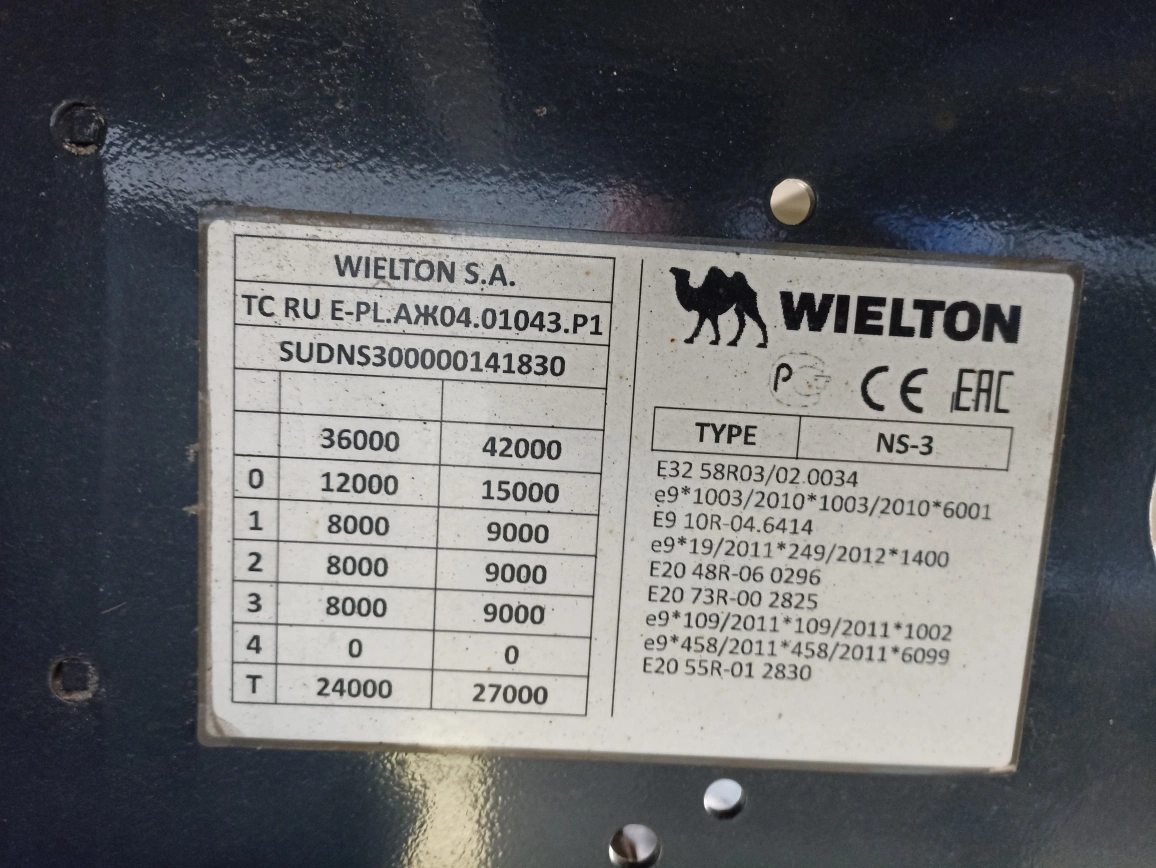 WIELTON S.A.
TC RU E-PL.АЖ04.01043.P1
SUDNS300000141830
36000 42000
0 12000 15000
1 8000 9000
2 8000 9000
3 8000 9000
4 0 0
T 24000 27000
WIELTON
PCT CE EAC
TYPE NS-3
E32 58R03/02.0034
e9*1003/2010*1003/2010*6001
E9 10R-04.6414
e9*19/2011*249/2012*1400
E20 48R-06 0296
E20 73R-00 2825
e9*109/2011*109/2011*1002
e9*458/2011*458/2011*6099
E20 55R-01 2830